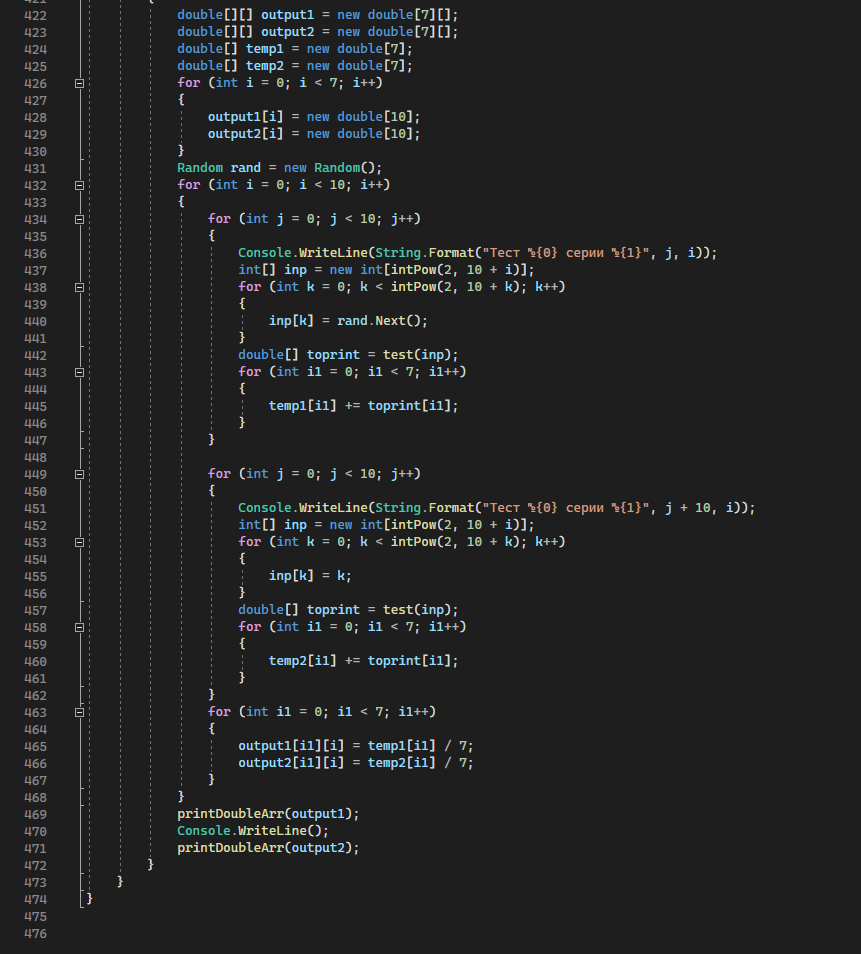 421 {
422 double[][] output1 = new double[7][];
423 double[][] output2 = new double[7][];
424 double[] temp1 = new double[7];
425 double[] temp2 = new double[7];
426 for (int i = 0; i < 7; i++)
427 {
428 output1[i] = new double[10];
429 output2[i] = new double[10];
430 }
431 Random rand = new Random();
432 for (int i = 0; i < 10; i++)
433 {
434 for (int j = 0; j < 10; j++)
435 {
436 Console.WriteLine(String.Format("Тест %{0} серии %{1}", j, i));
437 int[] inp = new int[intPow(2, 10 + i)];
438 for (int k = 0; k < intPow(2, 10 + k); k++)
439 {
440 inp[k] = rand.Next();
441 }
442 double[] toprint = test(inp);
443 for (int i1 = 0; i1 < 7; i1++)
444 {
445 temp1[i1] += toprint[i1];
446 }
447 }
448
449 for (int j = 0; j < 10; j++)
450 {
451 Console.WriteLine(String.Format("Тест %{0} серии %{1}", j + 10, i));
452 int[] inp = new int[intPow(2, 10 + i)];
453 for (int k = 0; k < intPow(2, 10 + k); k++)
454 {
455 inp[k] = k;
456 }
457 double[] toprint = test(inp);
458 for (int i1 = 0; i1 < 7; i1++)
459 {
460 temp2[i1] += toprint[i1];
461 }
462 }
463 for (int i1 = 0; i1 < 7; i1++)
464 {
465 output1[i1][i] = temp1[i1] / 7;
466 output2[i1][i] = temp2[i1] / 7;
467 }
468 }
469 printDoubleArr(output1);
470 Console.WriteLine();
471 printDoubleArr(output2);
472 }
473 }
474 }
475
476